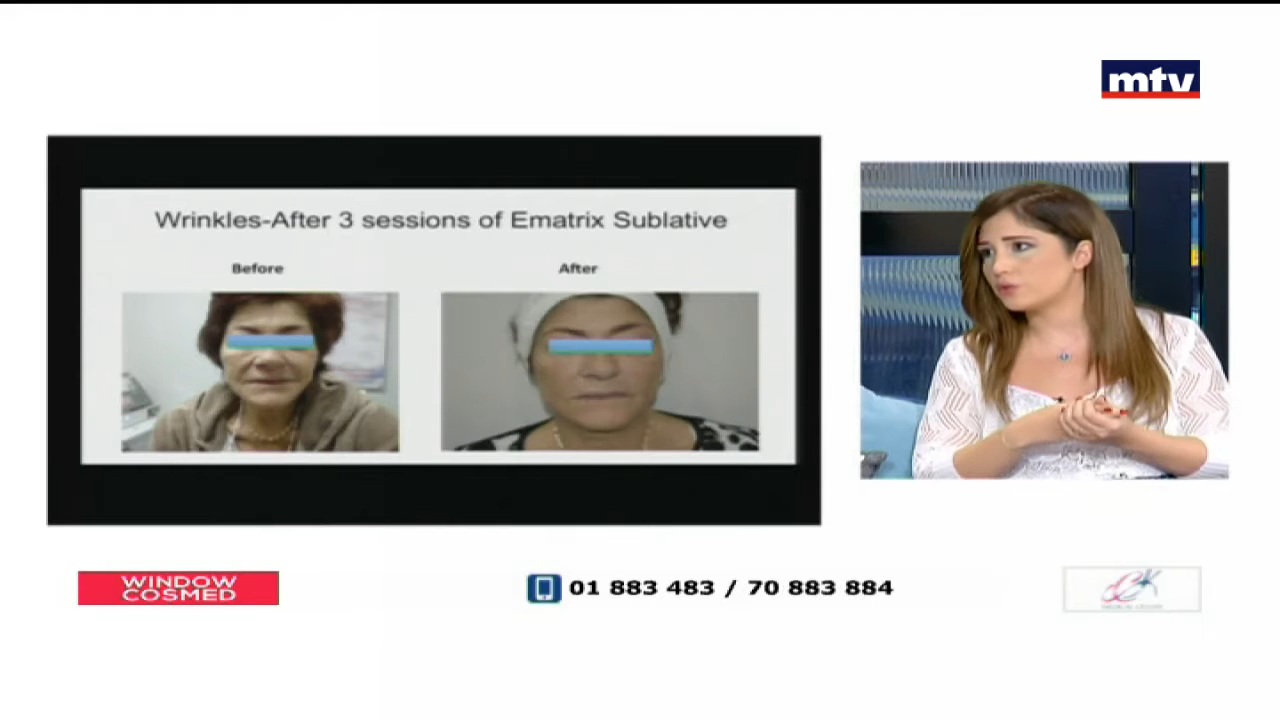 mtv
Wrinkles-After 3 sessions of Ematrix Sublative
Before
After
WINDOW
COSMED
01 883 483 / 70 883 884